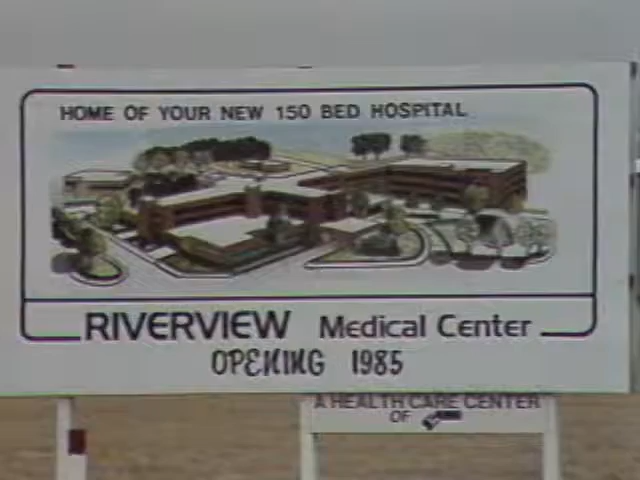 HOME OF YOUR NEW 150 BED HOSPITAL
RIVERVIEW Medical Center
OPENING 1985
A HEALTH CARE CENTER
OF